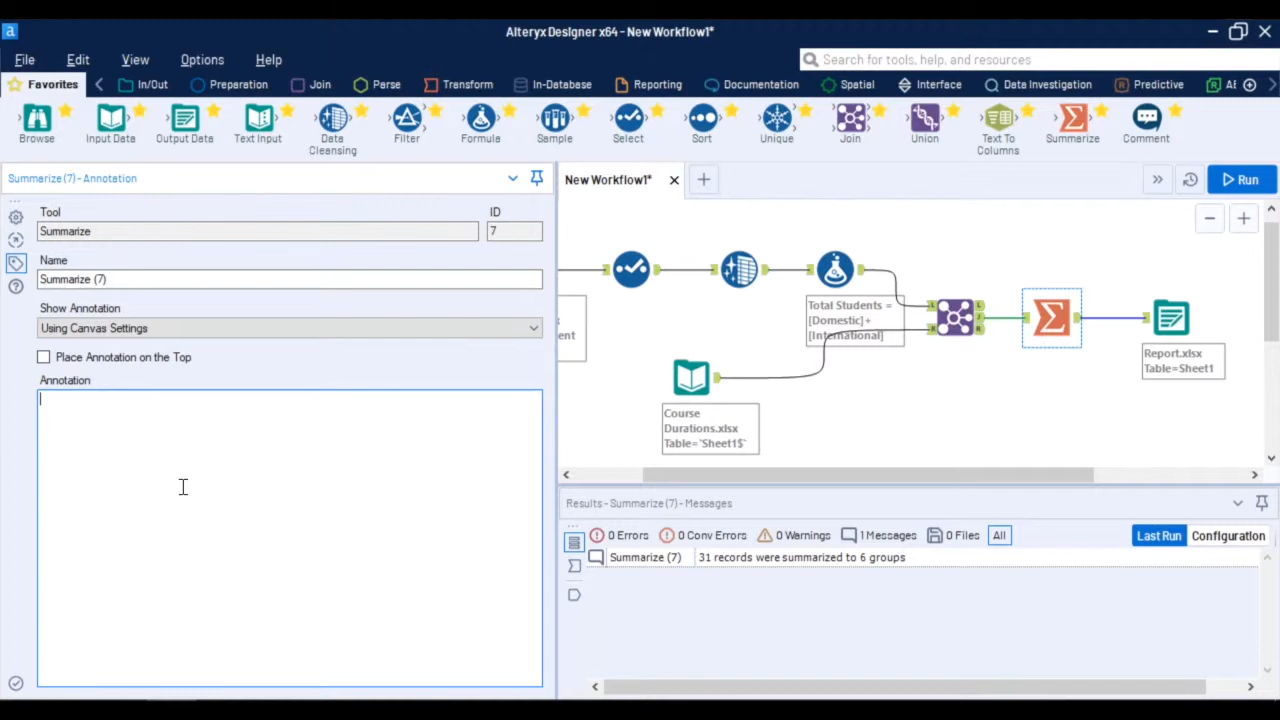 a
Alteryx Designer x64 - New Workflow1*
File Edit View Options Help
Search for tools, help, and resources
Favorites In/Out Preparation Join Parse Transform In-Database Reporting Documentation Spatial Interface Data Investigation Predictive
Browse Input Data Output Data Text Input Data Cleansing Filter Formula Sample Select Sort Unique Join Union Text To Columns Summarize Comment
Summarize (7) - Annotation
Tool ID
Summarize 7
Name
Summarize (7)
Show Annotation
Using Canvas Settings
Place Annotation on the Top
Annotation
New Workflow1*
Run
Total Students =
[Domestic]+
[International]
ent
Course
Durations.xlsx
Table=`Sheet1$`
L
R
L
J
R
Report.xlsx
Table=Sheet1
Results - Summarize (7) - Messages
0 Errors 0 Conv Errors 0 Warnings 1 Messages 0 Files All Last Run Configuration
Summarize (7) 31 records were summarized to 6 groups